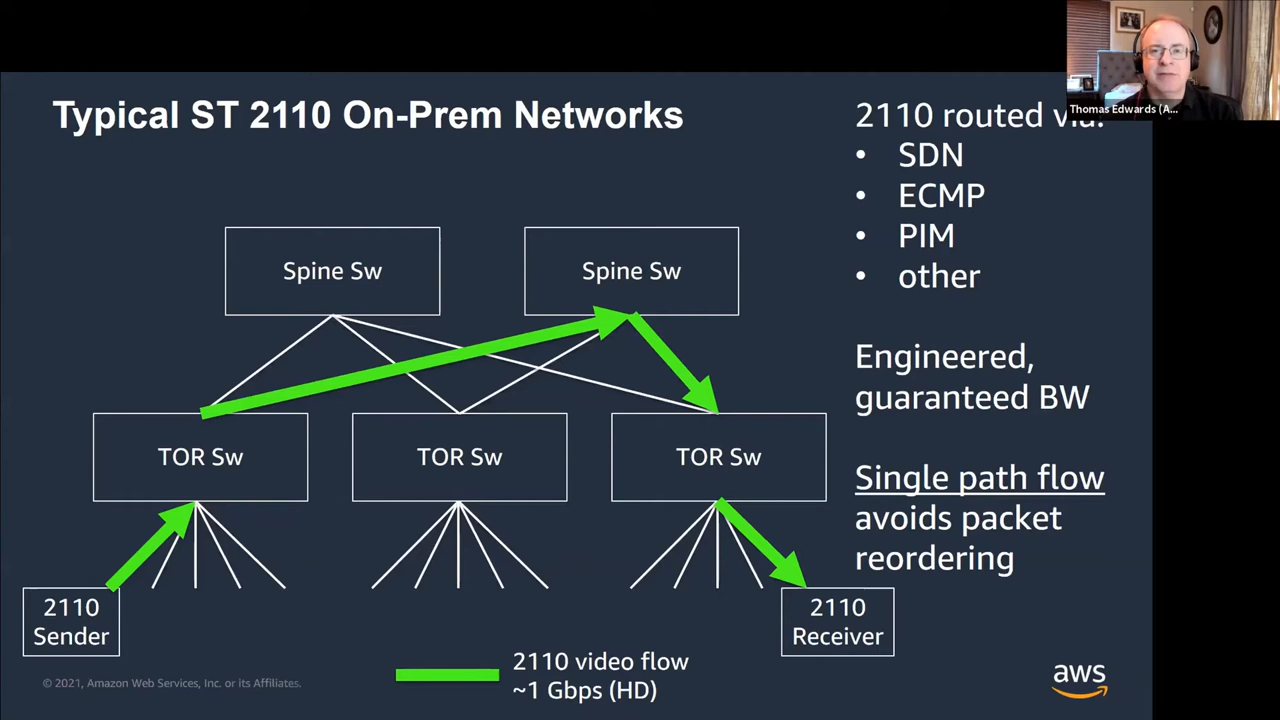 Typical ST 2110 On-Prem Networks
Thomas Edwards (A...
2110 routed via:
• SDN
• ECMP
• PIM
• other
Spine Sw
Spine Sw
Engineered,
guaranteed BW
TOR Sw
TOR Sw
TOR Sw
Single path flow
avoids packet
reordering
2110
Sender
2110
Receiver
2110 video flow
~1 Gbps (HD)
© 2021, Amazon Web Services, Inc. or its Affiliates.
aws